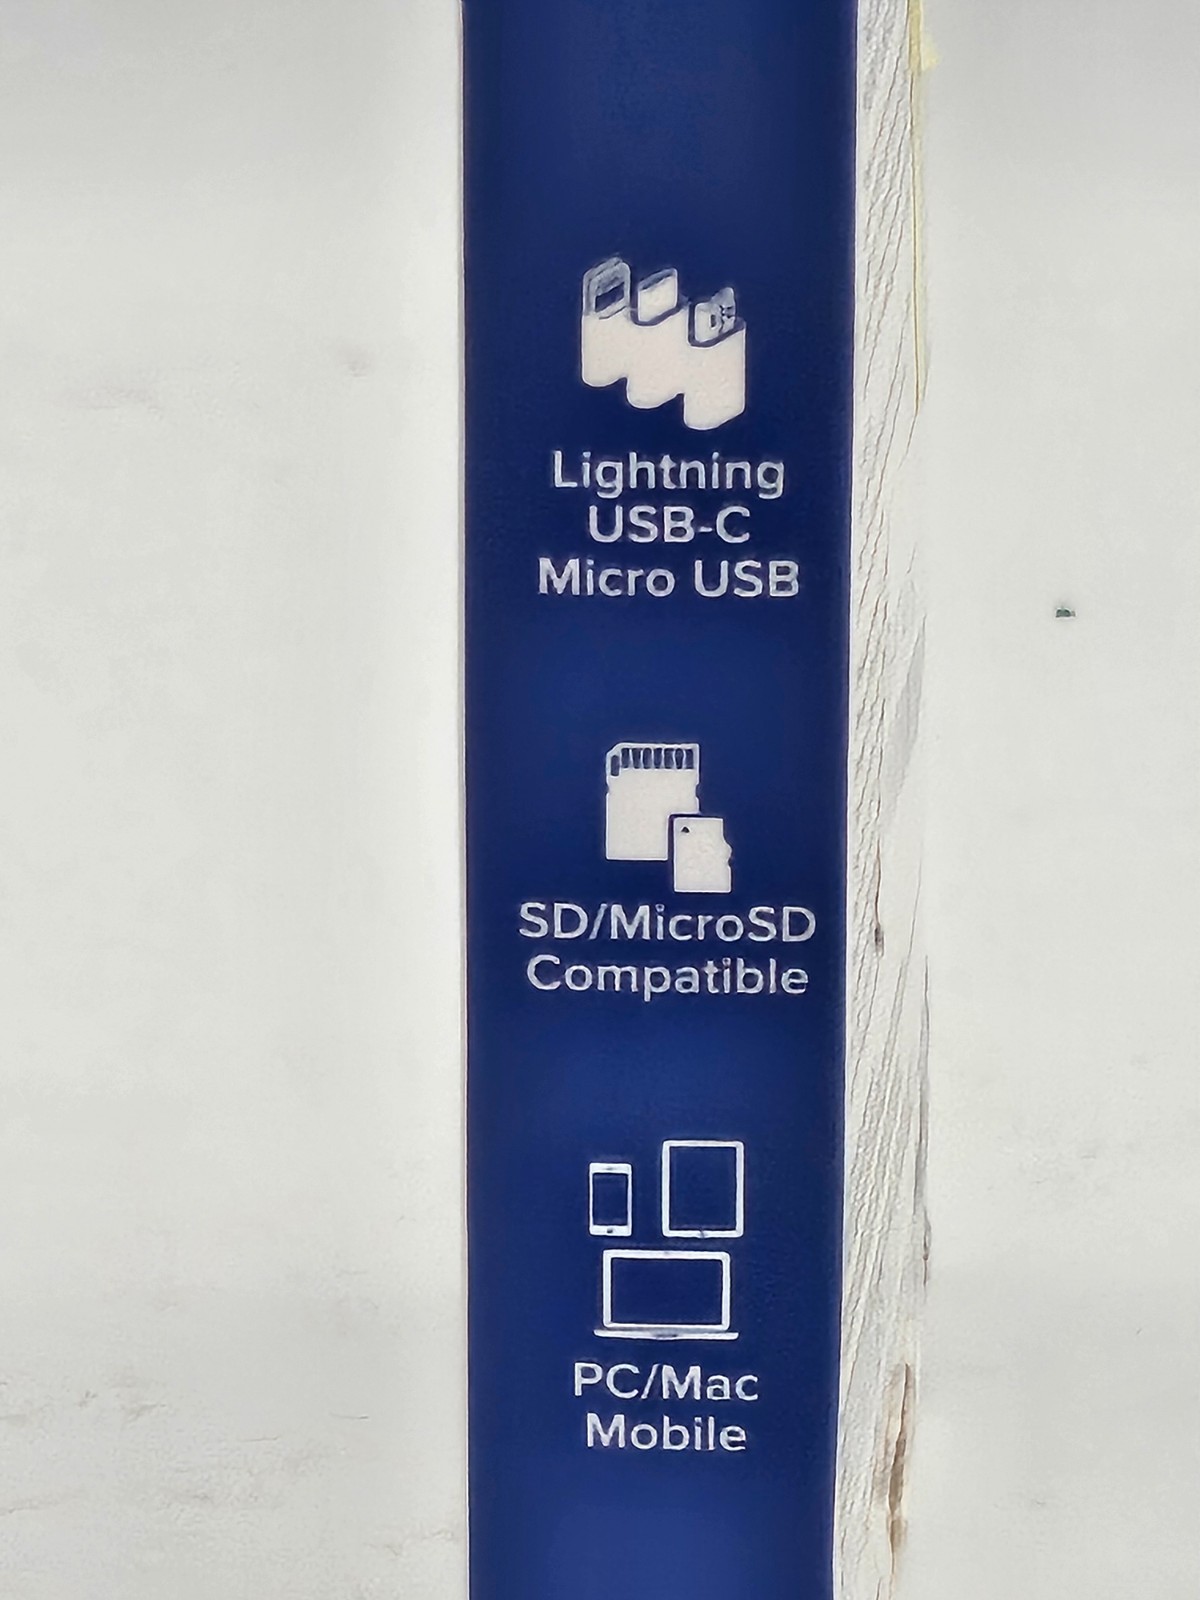 Lightning
USB-C
Micro USB
SD/MicroSD
Compatible
PC/Mac
Mobile